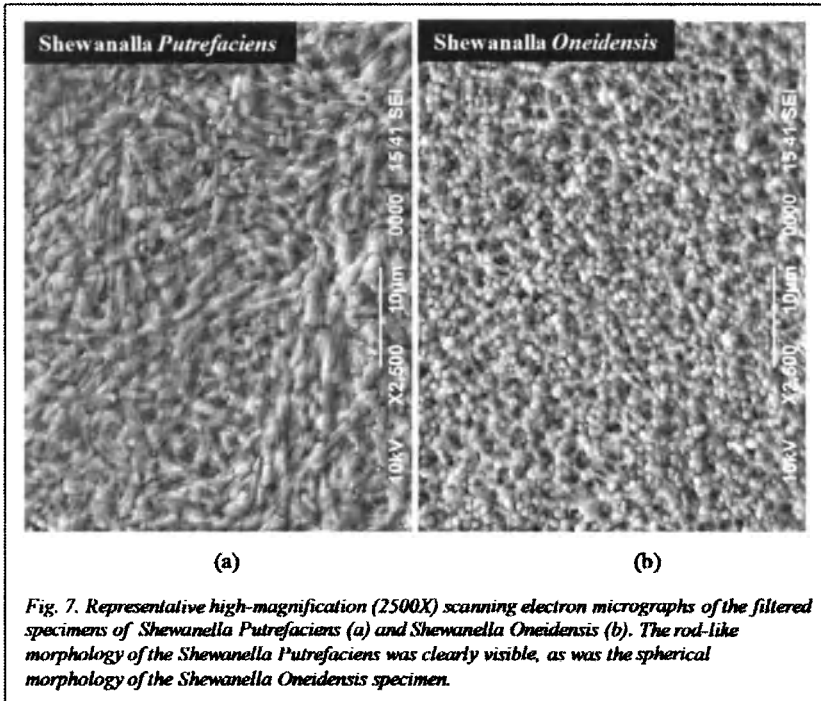 Shewanalla Putrefaciens
Shewanalla Oneidensis
10kV X2,500 10µm 0000 15 41 SEI
10kV X2,500 10µm 0000 15 41 SEI
(a)
(b)
Fig. 7. Representative high-magnification (2500X) scanning electron micrographs of the filtered
specimens of Shewanella Putrefaciens (a) and Shewanella Oneidensis (b). The rod-like
morphology of the Shewanella Putrefaciens was clearly visible, as was the spherical
morphology of the Shewanella Oneidensis specimen.